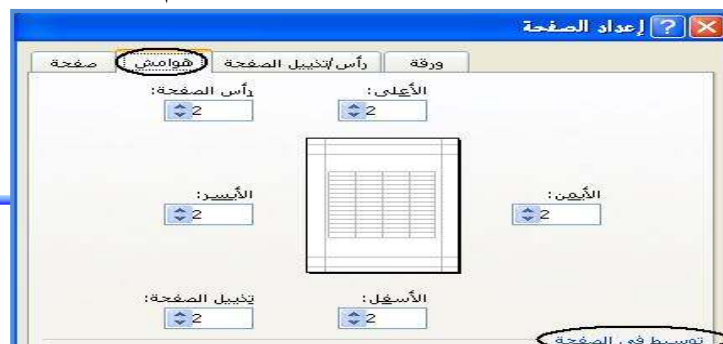 إعداد الصفحة
صفحة هوامش رأس/تذييل الصفحة ورقة
الأعلى: رأس الصفحة:
2 2
الأيمن: الأيسر:
2 2
الأسفل: تذييل الصفحة:
2 2
توسيط في الصفحة